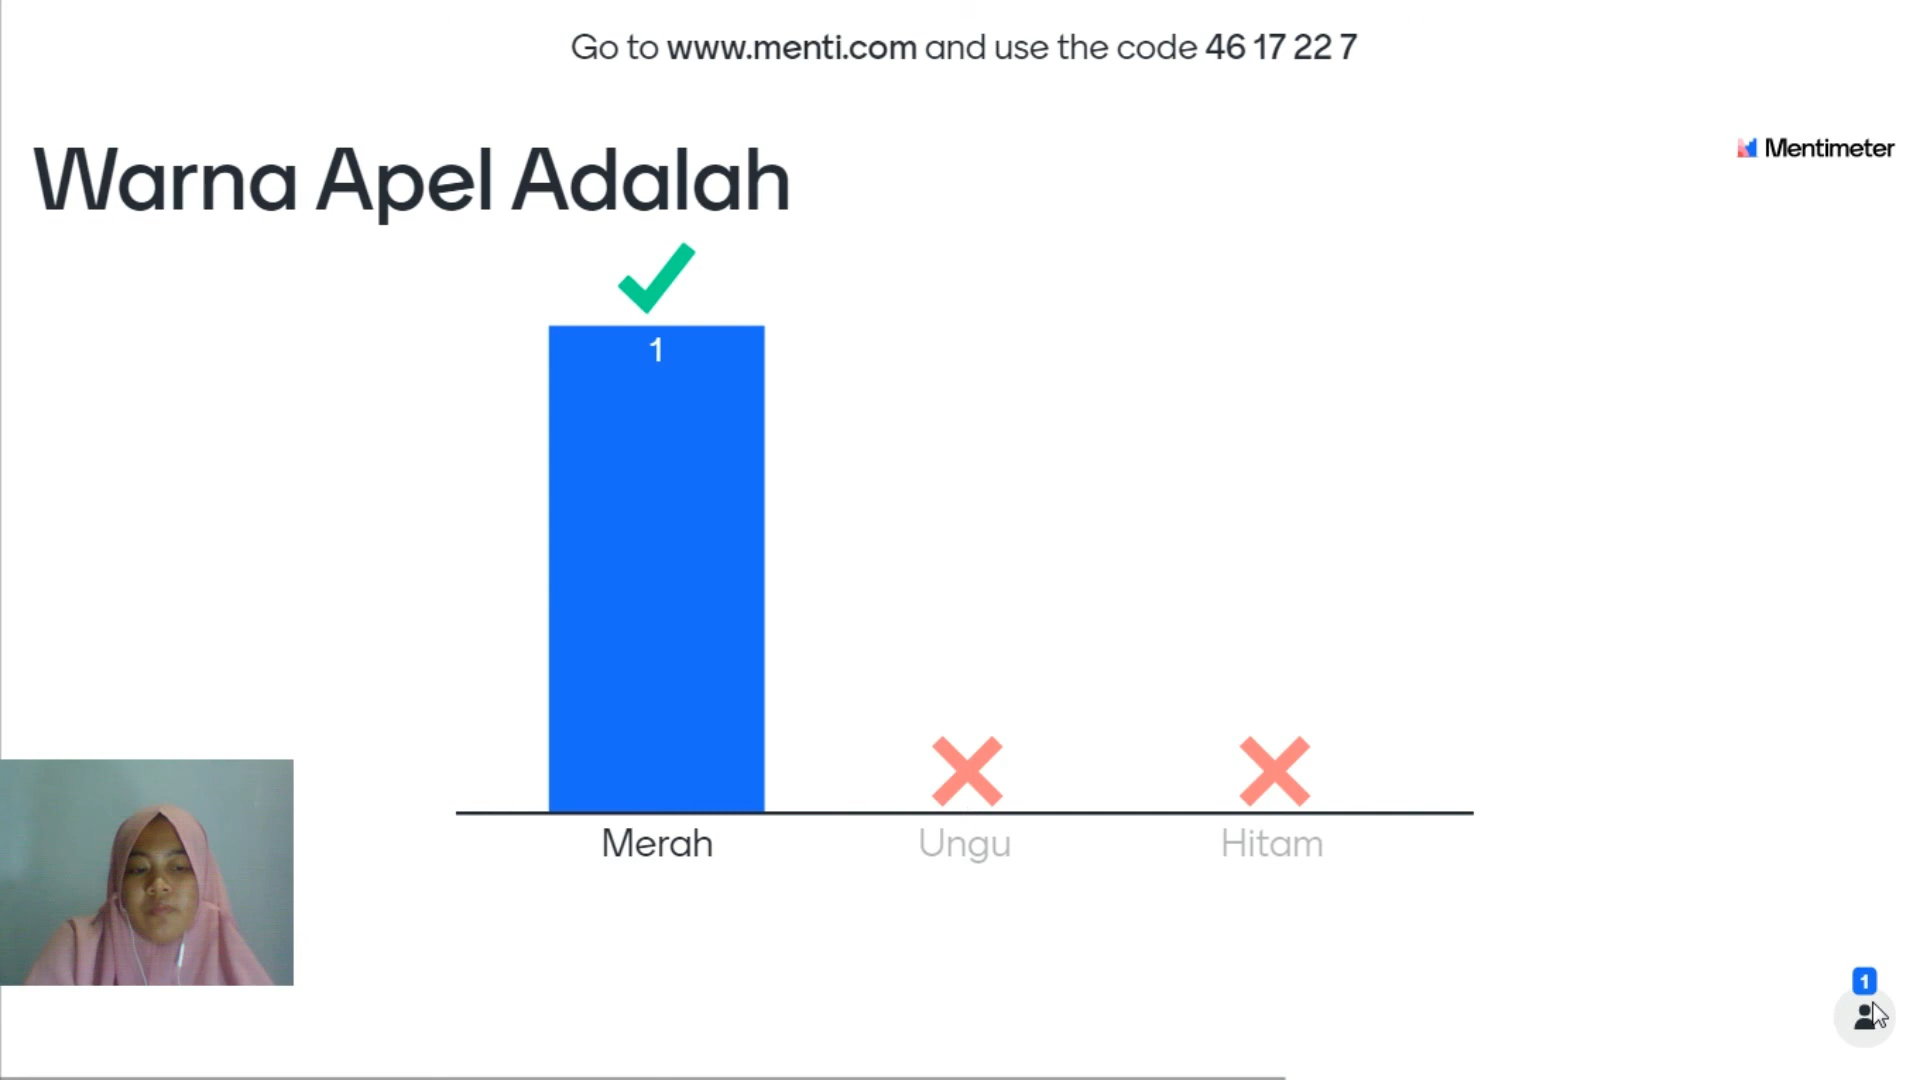 Go to www.menti.com and use the code 46 17 22 7
Mentimeter
Warna Apel Adalah
1
Merah
Ungu
Hitam
1